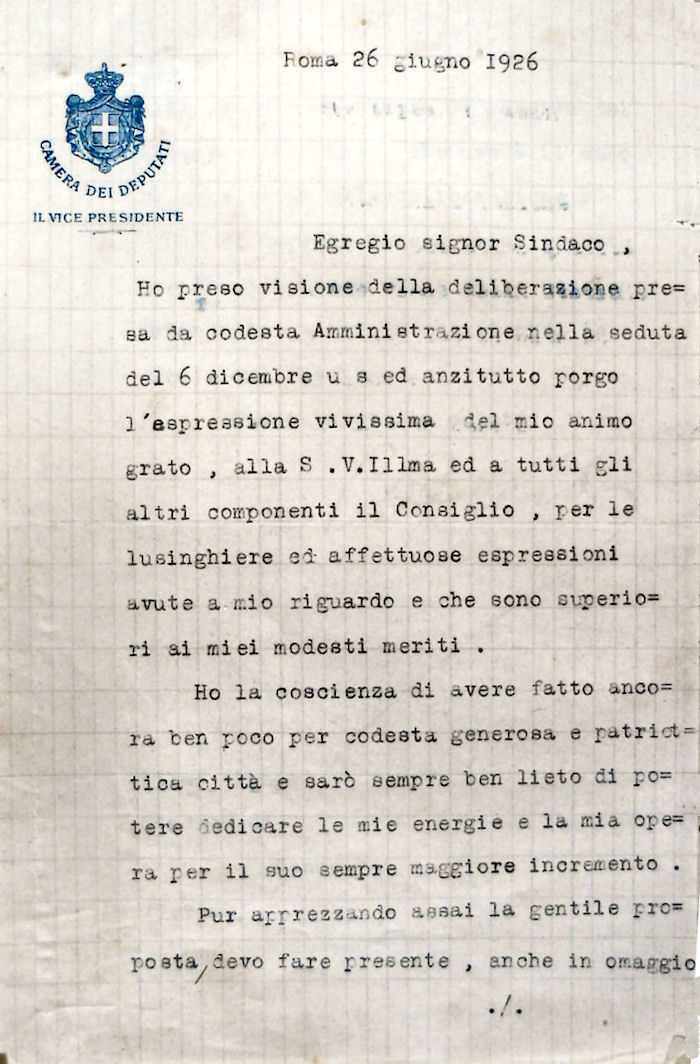 Roma 26 giugno 1926
CAMERA DEI DEPUTATI
IL VICE PRESIDENTE
Egregio signor Sindaco ,
Ho preso visione della deliberazione pre=
sa da codesta Amministrazione nella seduta
del 6 dicembre u s ed anzitutto porgo
l'espressione vivissima del mio animo
grato , alla S .V.Illma ed a tutti gli
altri componenti il Consiglio , per le
lusinghiere ed affettuose espressioni
avute a mio riguardo e che sono superio=
ri ai miei modesti meriti .
Ho la coscienza di avere fatto anco=
ra ben poco per codesta generosa e patriot=
tica città e sarò sempre ben lieto di po=
tere dedicare le mie energie e la mia ope=
ra per il suo sempre maggiore incremento .
Pur apprezzando assai la gentile pro=
posta, devo fare presente , anche in omaggio
./.